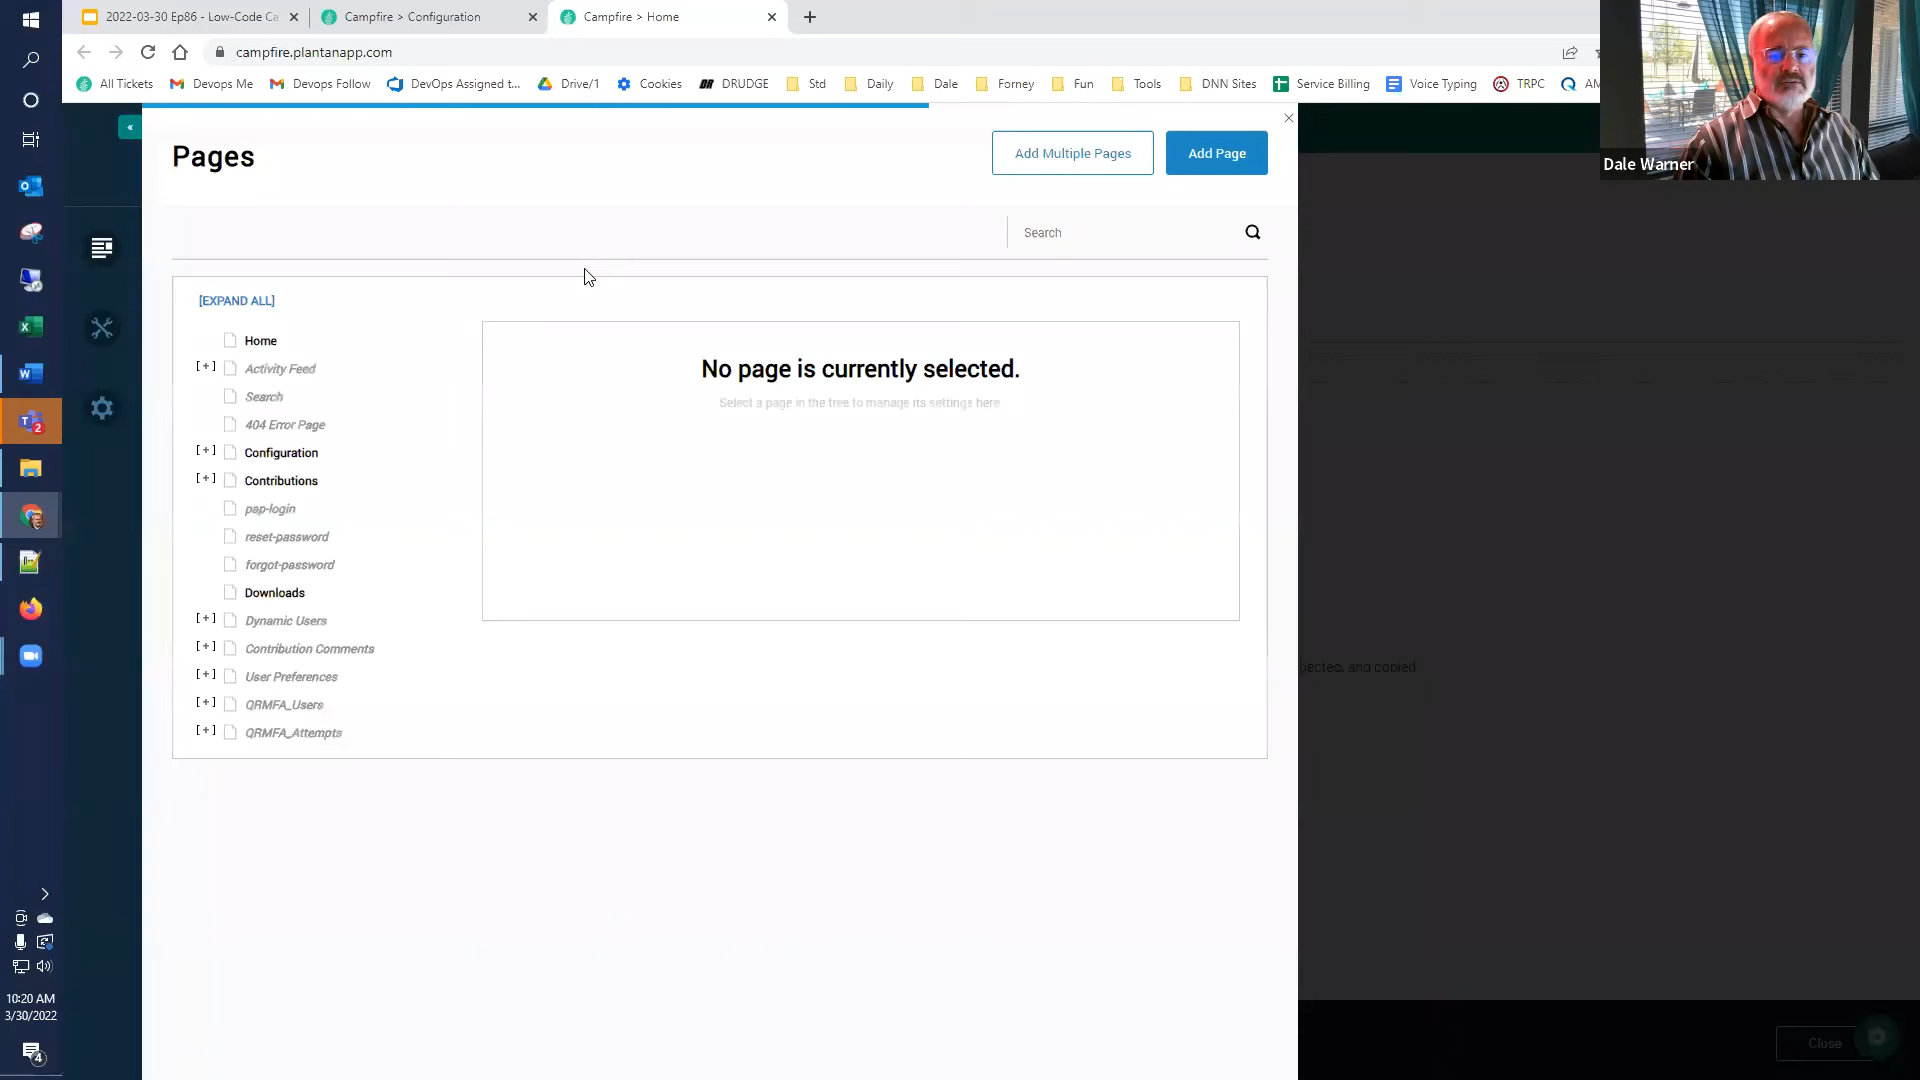 2022-03-30 Ep86 - Low-Code Ca
Campfire > Configuration
Campfire > Home
campfire.plantanapp.com
All Tickets
Devops Me
Devops Follow
DevOps Assigned t...
Drive/1
Cookies
DRUDGE
Std
Daily
Dale
Forney
Fun
Tools
DNN Sites
Service Billing
Voice Typing
TRPC
Dale Warner
Pages
Add Multiple Pages
Add Page
Search
[EXPAND ALL]
Home
[+] Activity Feed
Search
404 Error Page
[+] Configuration
[+] Contributions
pap-login
reset-password
forgot-password
Downloads
[+] Dynamic Users
[+] Contribution Comments
[+] User Preferences
[+] QRMFA_Users
[+] QRMFA_Attempts
No page is currently selected.
Select a page in the tree to manage its settings here
and copied
Close
10:20 AM
3/30/2022
4